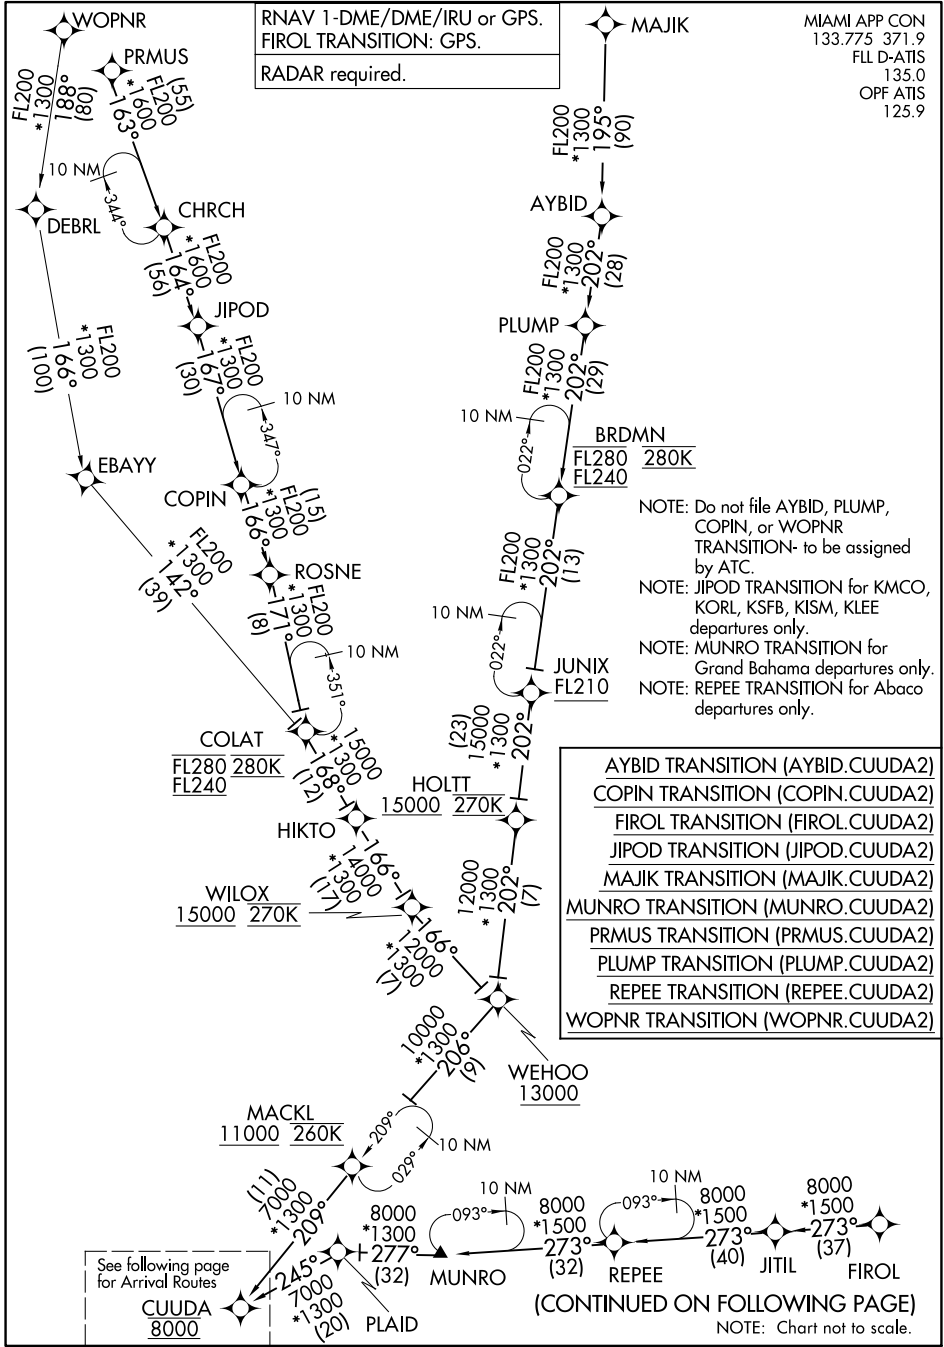 WOPNR
RNAV 1-DME/DME/IRU or GPS.
FIROL TRANSITION: GPS.
RADAR required.
MAJIK
MIAMI APP CON
133.775 371.9
FLL D-ATIS
135.0
OPF ATIS
125.9
PRMUS
FL200
*1300
188°
(80)
(55)
FL200
*1600
163°
FL200
*1300
195°
(90)
10 NM
344°
DEBRL
CHRCH
AYBID
FL200
*1600
164°
(56)
FL200
*1300
202°
(28)
JIPOD
PLUMP
FL200
*1300
166°
(100)
FL200
*1300
167°
(30)
FL200
*1300
202°
(29)
10 NM
347°
10 NM
022°
BRDMN
FL280 280K
FL240
EBAYY
COPIN
(15)
FL200
*1300
166°
NOTE: Do not file AYBID, PLUMP,
COPIN, or WOPNR
TRANSITION- to be assigned
by ATC.
NOTE: JIPOD TRANSITION for KMCO,
KORL, KSFB, KISM, KLEE
departures only.
NOTE: MUNRO TRANSITION for
Grand Bahama departures only.
NOTE: REPEE TRANSITION for Abaco
departures only.
FL200
*1300
142°
(39)
FL200
*1300
202°
(13)
ROSNE
FL200
*1300
171°
(8)
10 NM
022°
10 NM
351°
JUNIX
FL210
COLAT
FL280 280K
FL240
15000
*1300
168°
(12)
(23)
15000
*1300
202°
HOLTT
15000 270K
HIKTO
AYBID TRANSITION (AYBID.CUUDA2)
COPIN TRANSITION (COPIN.CUUDA2)
FIROL TRANSITION (FIROL.CUUDA2)
JIPOD TRANSITION (JIPOD.CUUDA2)
MAJIK TRANSITION (MAJIK.CUUDA2)
MUNRO TRANSITION (MUNRO.CUUDA2)
PRMUS TRANSITION (PRMUS.CUUDA2)
PLUMP TRANSITION (PLUMP.CUUDA2)
REPEE TRANSITION (REPEE.CUUDA2)
WOPNR TRANSITION (WOPNR.CUUDA2)
166°
14000
*1300
(17)
12000
*1300
202°
(7)
WILOX
15000 270K
166°
12000
*1300
(7)
10000
*1300
206°
(9)
WEHOO
13000
MACKL
11000 260K
209°
029°
10 NM
(11)
7000
*1300
209°
10 NM
093°
10 NM
093°
8000
*1300
277°
(32)
8000
*1500
273°
(32)
8000
*1500
273°
(40)
8000
*1500
273°
(37)
MUNRO
REPEE
JITIL
FIROL
See following page
for Arrival Routes
CUUDA
8000
245°
7000
*1300
(20)
PLAID
(CONTINUED ON FOLLOWING PAGE)
NOTE: Chart not to scale.